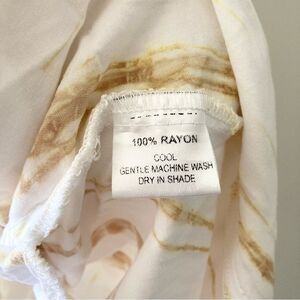 100% RAYON
COOL
GENTLE MACHINE WASH
DRY IN SHADE